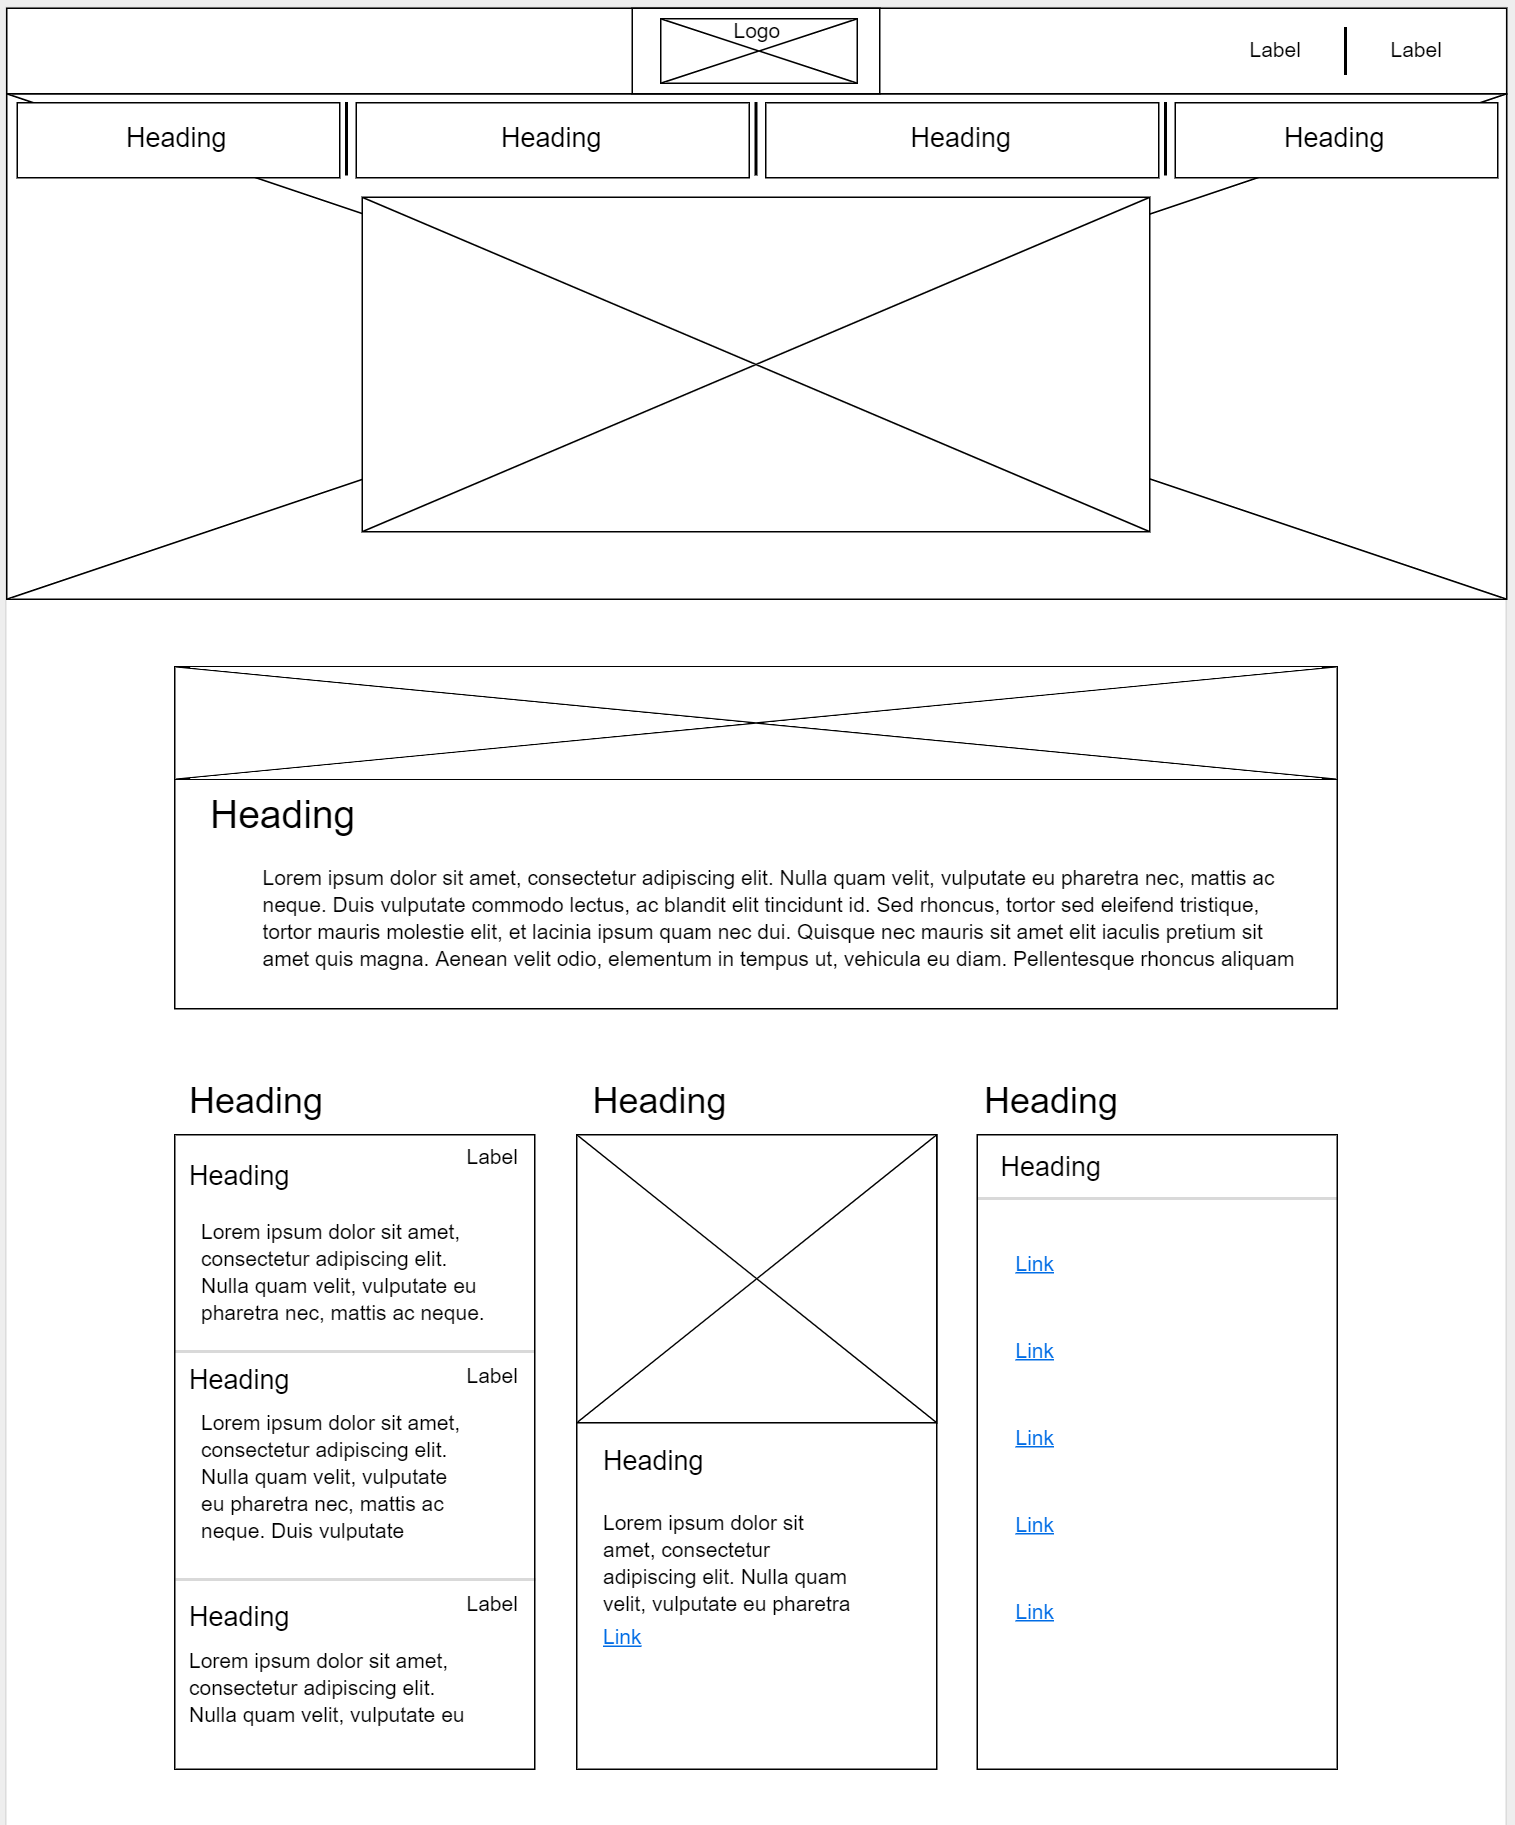 Logo
Label
Label
Heading
Heading
Heading
Heading
Heading
Lorem ipsum dolor sit amet, consectetur adipiscing elit. Nulla quam velit, vulputate eu pharetra nec, mattis ac
neque. Duis vulputate commodo lectus, ac blandit elit tincidunt id. Sed rhoncus, tortor sed eleifend tristique,
tortor mauris molestie elit, et lacinia ipsum quam nec dui. Quisque nec mauris sit amet elit iaculis pretium sit
amet quis magna. Aenean velit odio, elementum in tempus ut, vehicula eu diam. Pellentesque rhoncus aliquam
Heading
Label
Heading
Lorem ipsum dolor sit amet,
consectetur adipiscing elit.
Nulla quam velit, vulputate eu
pharetra nec, mattis ac neque.
Heading
Label
Lorem ipsum dolor sit amet,
consectetur adipiscing elit.
Nulla quam velit, vulputate
eu pharetra nec, mattis ac
neque. Duis vulputate
Label
Heading
Lorem ipsum dolor sit amet,
consectetur adipiscing elit.
Nulla quam velit, vulputate eu
Heading
Heading
Lorem ipsum dolor sit
amet, consectetur
adipiscing elit. Nulla quam
velit, vulputate eu pharetra
Link
Heading
Heading
Link
Link
Link
Link
Link